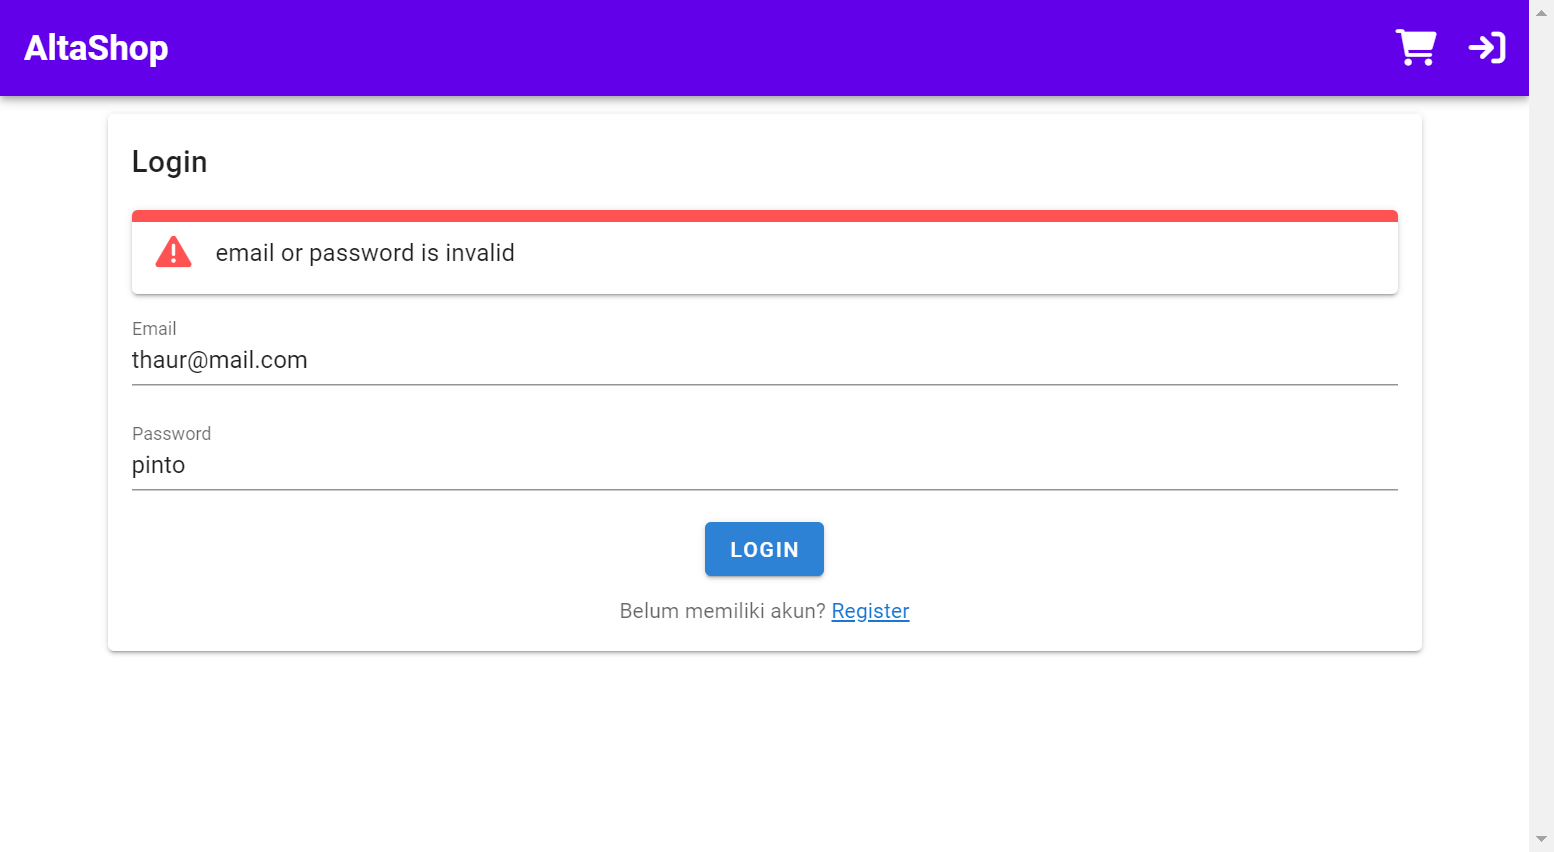 AltaShop
Login
email or password is invalid
Email
thaur@mail.com
Password
pinto
LOGIN
Belum memiliki akun? Register